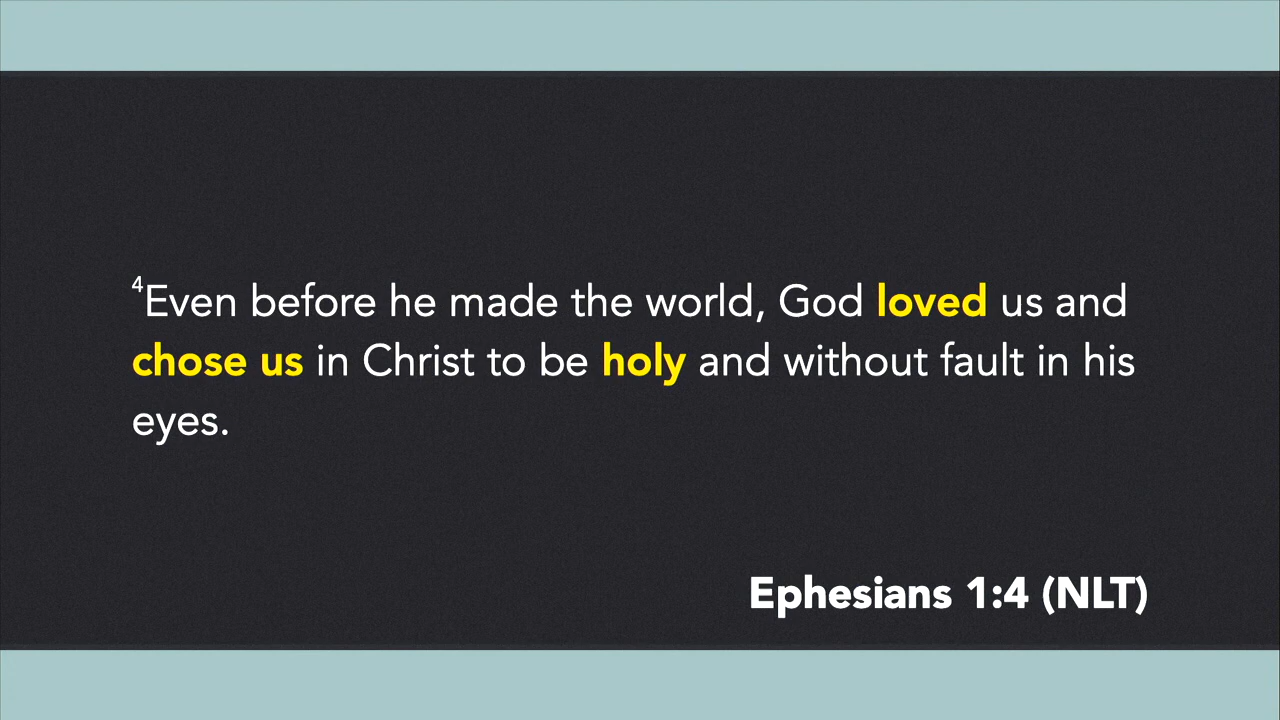 ⁴Even before he made the world, God loved us and
chose us in Christ to be holy and without fault in his
eyes.
Ephesians 1:4 (NLT)